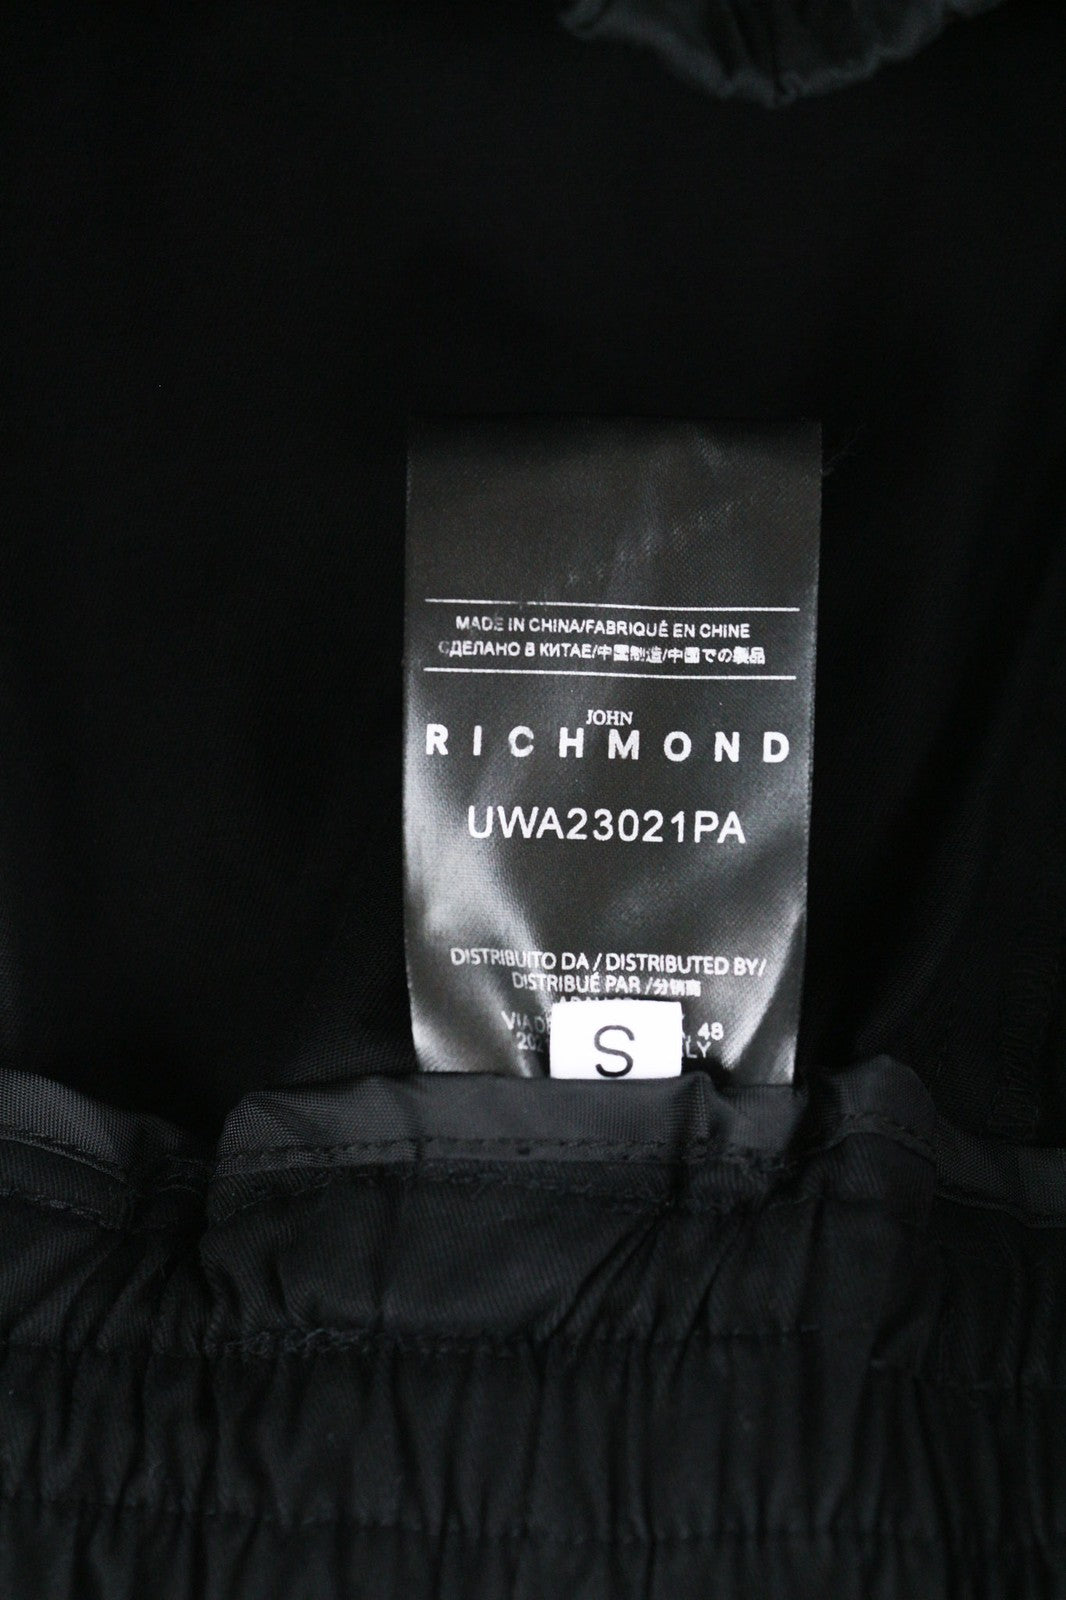 MADE IN CHINA/FABRIQUÉ EN CHINE
СДЕЛАНО В КИТАЕ/中国制造/中国での製品
JOHN
RICHMOND
UWA23021PA
DISTRIBUITO DA / DISTRIBUTED BY/
DISTRIBUÉ PAR /分销商
48
S